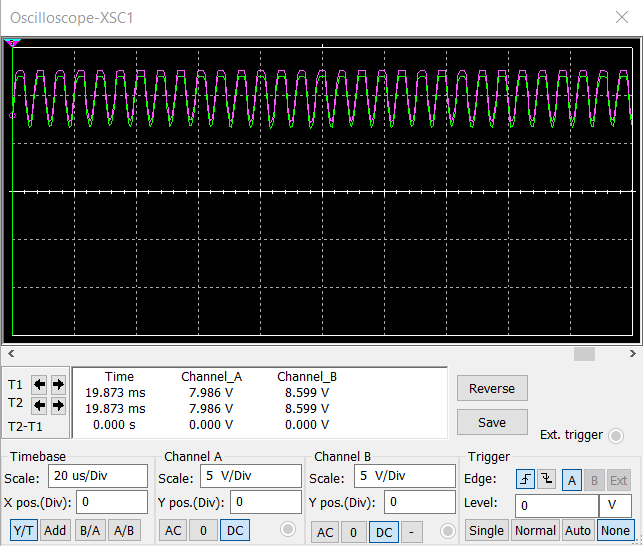 Oscilloscope-XSC1
Time Channel_A Channel_B
T1 19.873 ms 7.986 V 8.599 V
T2 19.873 ms 7.986 V 8.599 V
T2-T1 0.000 s 0.000 V 0.000 V
Reverse
Save
Ext. trigger
Timebase
Scale: 20 us/Div
X pos.(Div): 0
Y/T Add B/A A/B
Channel A
Scale: 5 V/Div
Y pos.(Div): 0
AC 0 DC
Channel B
Scale: 5 V/Div
Y pos.(Div): 0
AC 0 DC -
Trigger
Edge: A B Ext
Level: 0 V
Single Normal Auto None